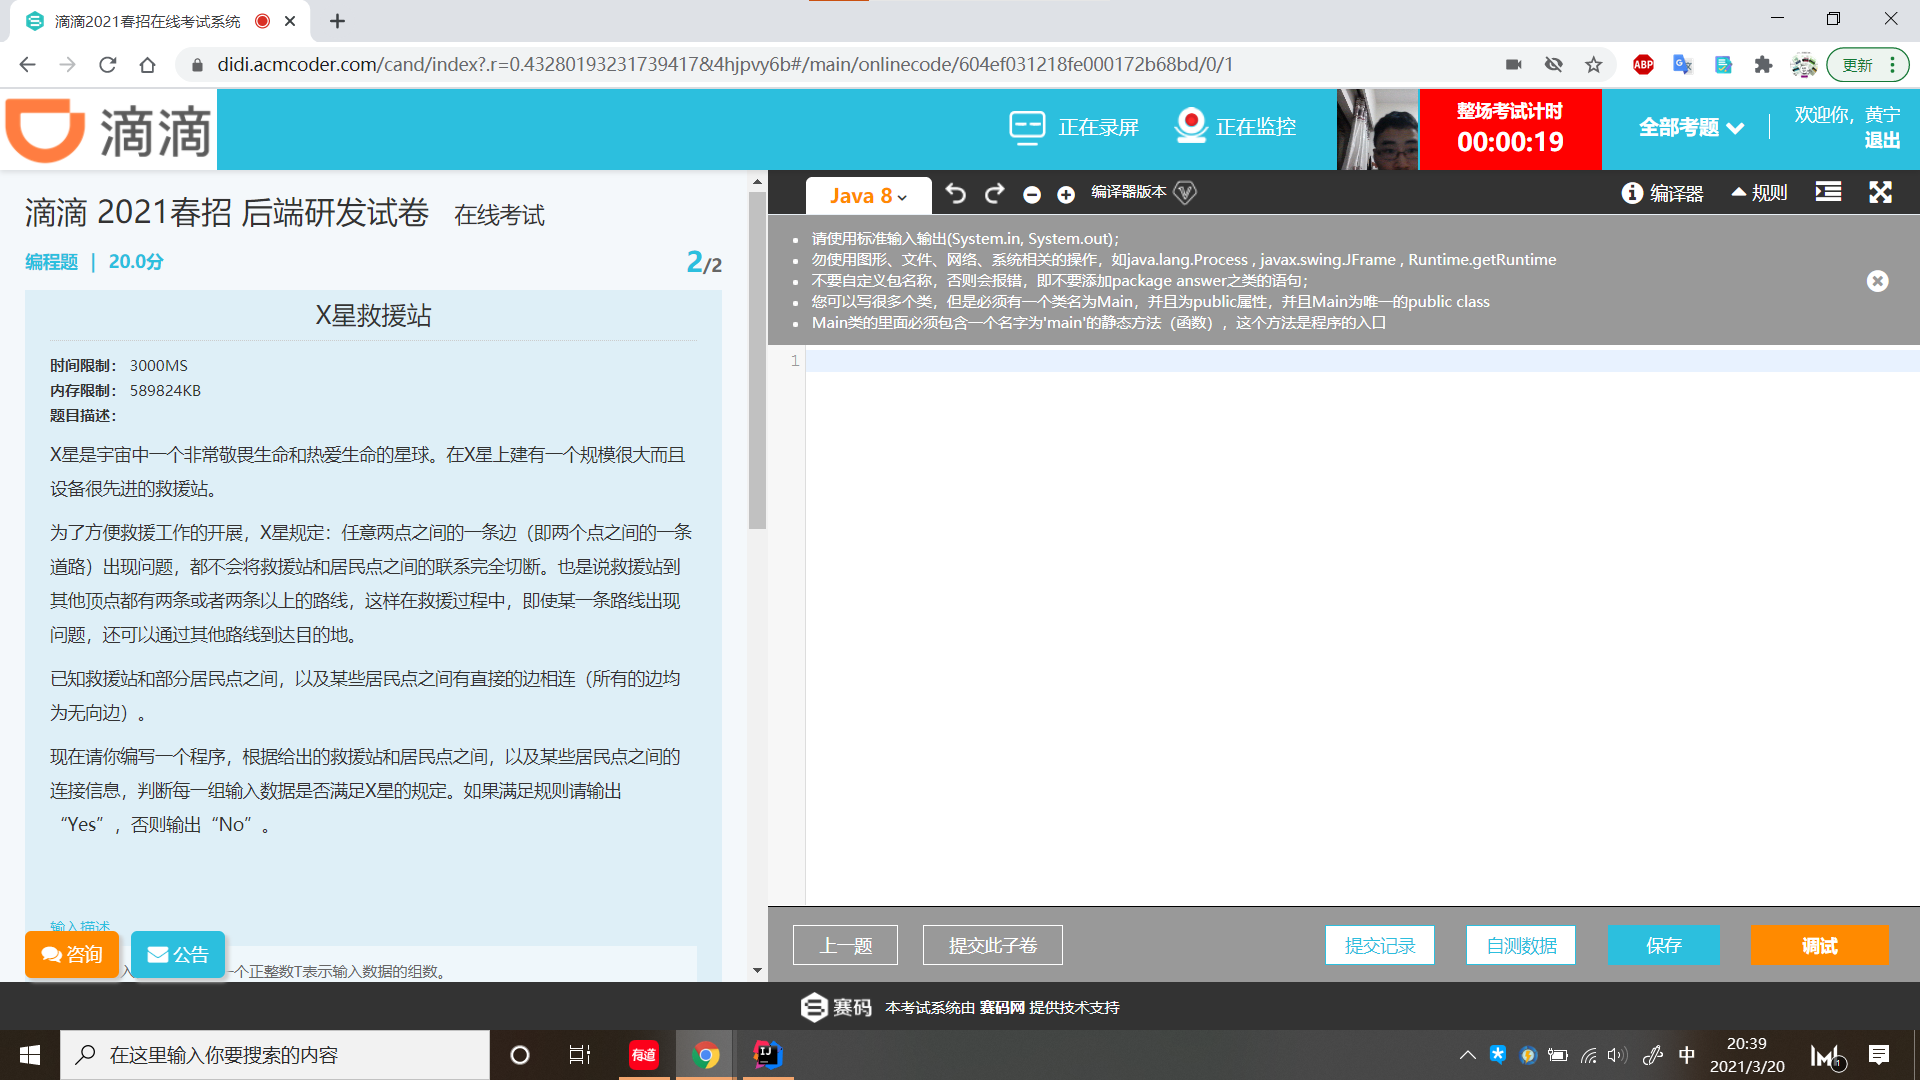 滴滴2021春招在线考试系统
didi.acmcoder.com/cand/index?.r=0.43280193231739417&4hjpvy6b#/main/onlinecode/604ef031218fe000172b68bd/0/1
ABP
更新
滴滴
正在录屏
正在监控
整场考试计时
00:00:19
全部考题
欢迎你，黄宁
退出
滴滴 2021春招 后端研发试卷 在线考试
编程题 | 20.0分
2/2
X星救援站
时间限制： 3000MS
内存限制： 589824KB
题目描述：
X星是宇宙中一个非常敬畏生命和热爱生命的星球。在X星上建有一个规模很大而且
设备很先进的救援站。
为了方便救援工作的开展，X星规定：任意两点之间的一条边（即两个点之间的一条
道路）出现问题，都不会将救援站和居民点之间的联系完全切断。也是说救援站到
其他顶点都有两条或者两条以上的路线，这样在救援过程中，即使某一条路线出现
问题，还可以通过其他路线到达目的地。
已知救援站和部分居民点之间，以及某些居民点之间有直接的边相连（所有的边均
为无向边）。
现在请你编写一个程序，根据给出的救援站和居民点之间，以及某些居民点之间的
连接信息，判断每一组输入数据是否满足X星的规定。如果满足规则请输出
“Yes”，否则输出“No”。
输入描述
入
一个正整数T表示输入数据的组数。
咨询
公告
Java 8
编译器版本
编译器
规则
请使用标准输入输出(System.in, System.out)；
勿使用图形、文件、网络、系统相关的操作，如java.lang.Process , javax.swing.JFrame , Runtime.getRuntime
不要自定义包名称，否则会报错，即不要添加package answer之类的语句；
您可以写很多个类，但是必须有一个类名为Main，并且为public属性，并且Main为唯一的public class
Main类的里面必须包含一个名字为'main'的静态方法（函数），这个方法是程序的入口
1
上一题
提交此子卷
提交记录
自测数据
保存
调试
赛码 本考试系统由 赛码网 提供技术支持
在这里输入你要搜索的内容
有道
IJ
中
20:39
2021/3/20